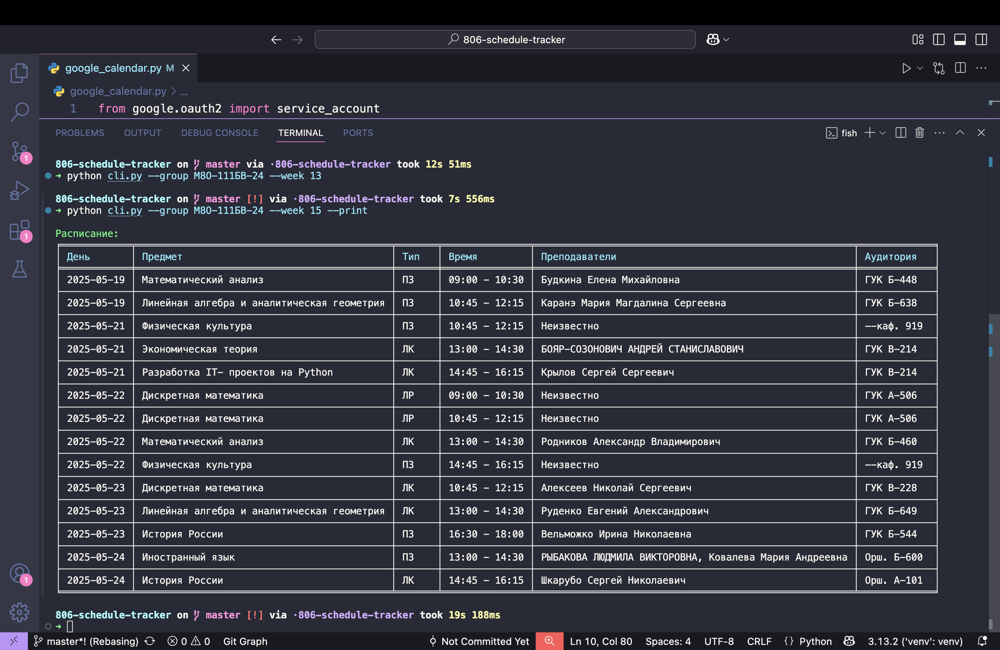 806-schedule-tracker
google_calendar.py M
google_calendar.py > ...
1 from google.oauth2 import service_account
PROBLEMS OUTPUT DEBUG CONSOLE TERMINAL PORTS
fish
806-schedule-tracker on master via ·806-schedule-tracker took 12s 51ms
→ python cli.py --group М8О-111БВ-24 --week 13
806-schedule-tracker on master [!] via ·806-schedule-tracker took 7s 556ms
→ python cli.py --group М8О-111БВ-24 --week 15 --print
Расписание:
День Предмет Тип Время Преподаватели Аудитория
2025-05-19 Математический анализ ПЗ 09:00 - 10:30 Будкина Елена Михайловна ГУК Б-448
2025-05-19 Линейная алгебра и аналитическая геометрия ПЗ 10:45 - 12:15 Каранэ Мария Магдалина Сергеевна ГУК Б-638
2025-05-21 Физическая культура ПЗ 10:45 - 12:15 Неизвестно --каф. 919
2025-05-21 Экономическая теория ЛК 13:00 - 14:30 БОЯР-СОЗОНОВИЧ АНДРЕЙ СТАНИСЛАВОВИЧ ГУК В-214
2025-05-21 Разработка IT- проектов на Python ЛК 14:45 - 16:15 Крылов Сергей Сергеевич ГУК В-214
2025-05-22 Дискретная математика ЛР 09:00 - 10:30 Неизвестно ГУК А-506
2025-05-22 Дискретная математика ЛР 10:45 - 12:15 Неизвестно ГУК А-506
2025-05-22 Математический анализ ЛК 13:00 - 14:30 Родников Александр Владимирович ГУК Б-460
2025-05-22 Физическая культура ПЗ 14:45 - 16:15 Неизвестно --каф. 919
2025-05-23 Дискретная математика ЛК 10:45 - 12:15 Алексеев Николай Сергеевич ГУК В-228
2025-05-23 Линейная алгебра и аналитическая геометрия ЛК 13:00 - 14:30 Руденко Евгений Александрович ГУК Б-649
2025-05-23 История России ПЗ 16:30 - 18:00 Вельможко Ирина Николаевна ГУК Б-544
2025-05-24 Иностранный язык ПЗ 13:00 - 14:30 РЫБАКОВА ЛЮДМИЛА ВИКТОРОВНА, Ковалева Мария Андреевна Орш. Б-600
2025-05-24 История России ЛК 14:45 - 16:15 Шкарубо Сергей Николаевич Орш. А-101
806-schedule-tracker on master [!] via ·806-schedule-tracker took 19s 188ms
→
1
1
1
master*! (Rebasing) 0 0 Git Graph Not Committed Yet Ln 10, Col 80 Spaces: 4 UTF-8 CRLF {} Python 3.13.2 ('venv': venv)